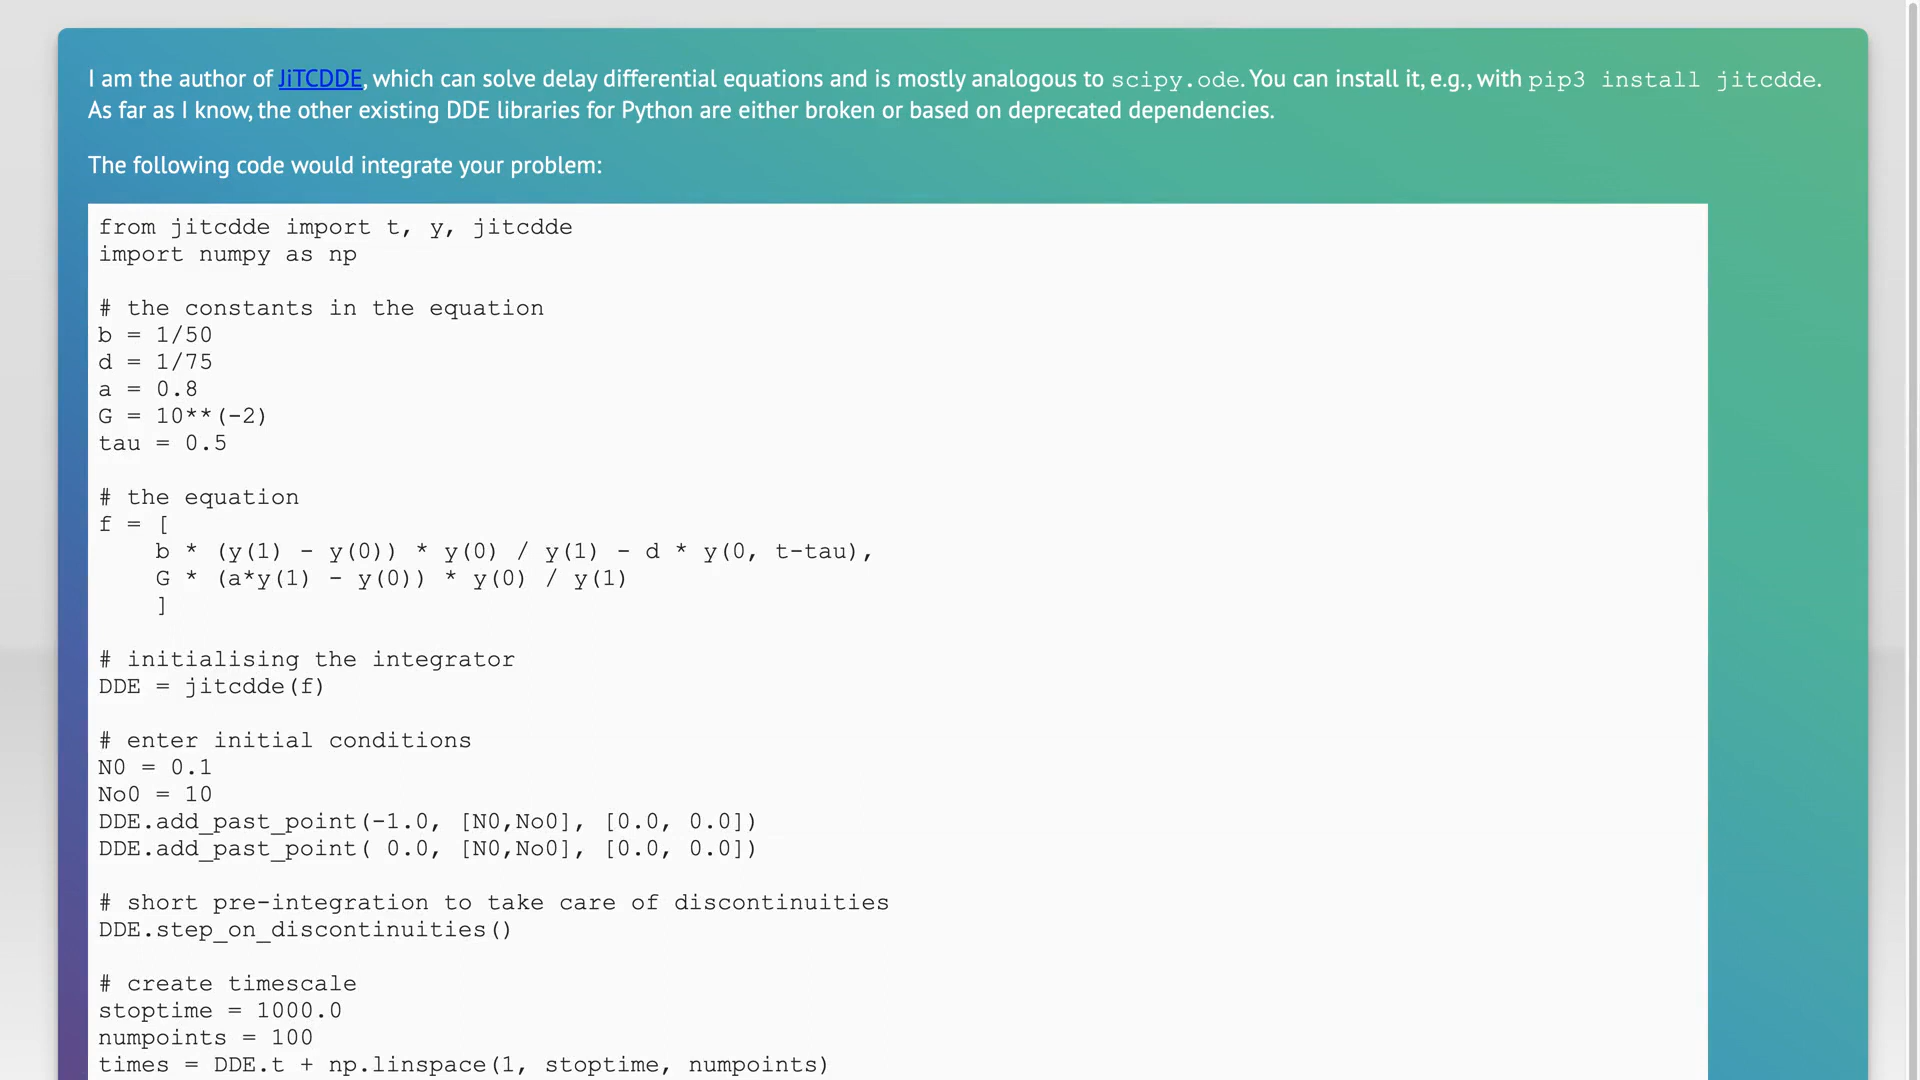 I am the author of JiTCDDE, which can solve delay differential equations and is mostly analogous to scipy.ode. You can install it, e.g., with pip3 install jitcdde.
As far as I know, the other existing DDE libraries for Python are either broken or based on deprecated dependencies.
The following code would integrate your problem:
from jitcdde import t, y, jitcdde
import numpy as np
# the constants in the equation
b = 1/50
d = 1/75
a = 0.8
G = 10**(-2)
tau = 0.5
# the equation
f = [
    b * (y(1) - y(0)) * y(0) / y(1) - d * y(0, t-tau),
    G * (a*y(1) - y(0)) * y(0) / y(1)
    ]
# initialising the integrator
DDE = jitcdde(f)
# enter initial conditions
N0 = 0.1
No0 = 10
DDE.add_past_point(-1.0, [N0,No0], [0.0, 0.0])
DDE.add_past_point( 0.0, [N0,No0], [0.0, 0.0])
# short pre-integration to take care of discontinuities
DDE.step_on_discontinuities()
# create timescale
stoptime = 1000.0
numpoints = 100
times = DDE.t + np.linspace(1, stoptime, numpoints)